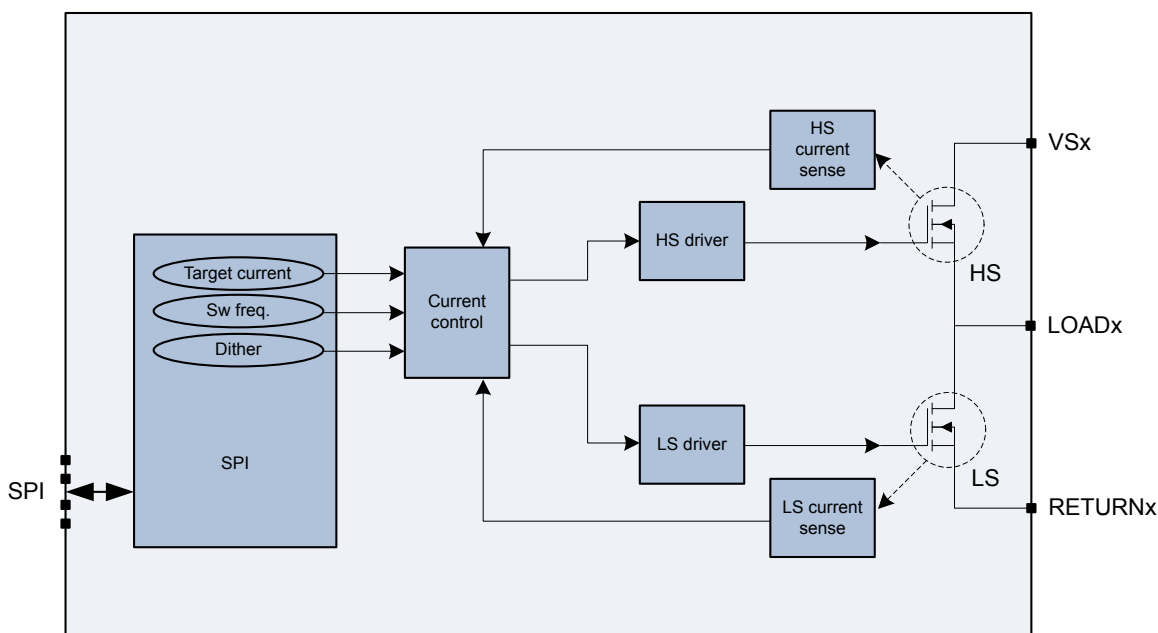 HS
current
sense
VSx
HS driver
HS
Target current
Sw freq.
Dither
Current
control
LOADx
LS driver
SPI
SPI
LS
LS current
sense
RETURNx